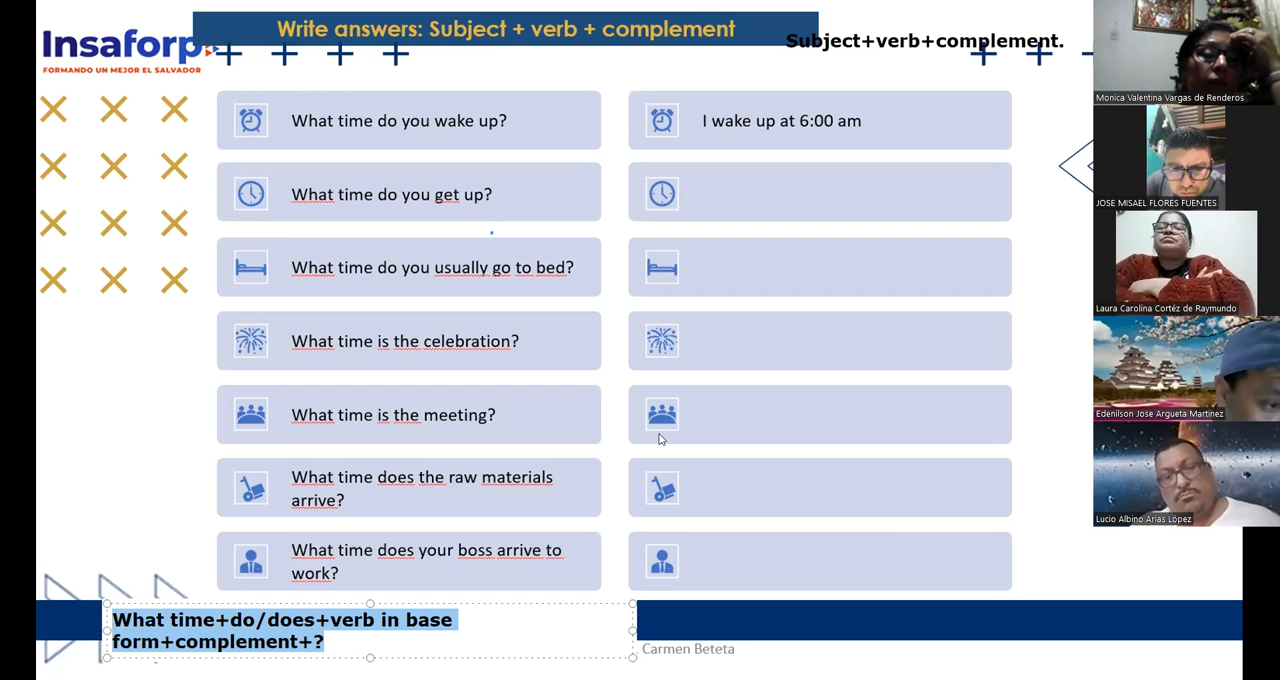 Write answers: Subject + verb + complement
Subject+verb+complement.
Insaforp
FORMANDO UN MEJOR EL SALVADOR
What time do you wake up?
I wake up at 6:00 am
What time do you get up?
What time do you usually go to bed?
What time is the celebration?
What time is the meeting?
What time does the raw materials
arrive?
What time does your boss arrive to
work?
What time+do/does+verb in base
form+complement+?
Carmen Beteta
Monica Valentina Vargas de Renderos
JOSE MISAEL FLORES FUENTES
Laura Carolina Cortéz de Raymundo
Edenilson Jose Argueta Martinez
Lucio Albino Arias López